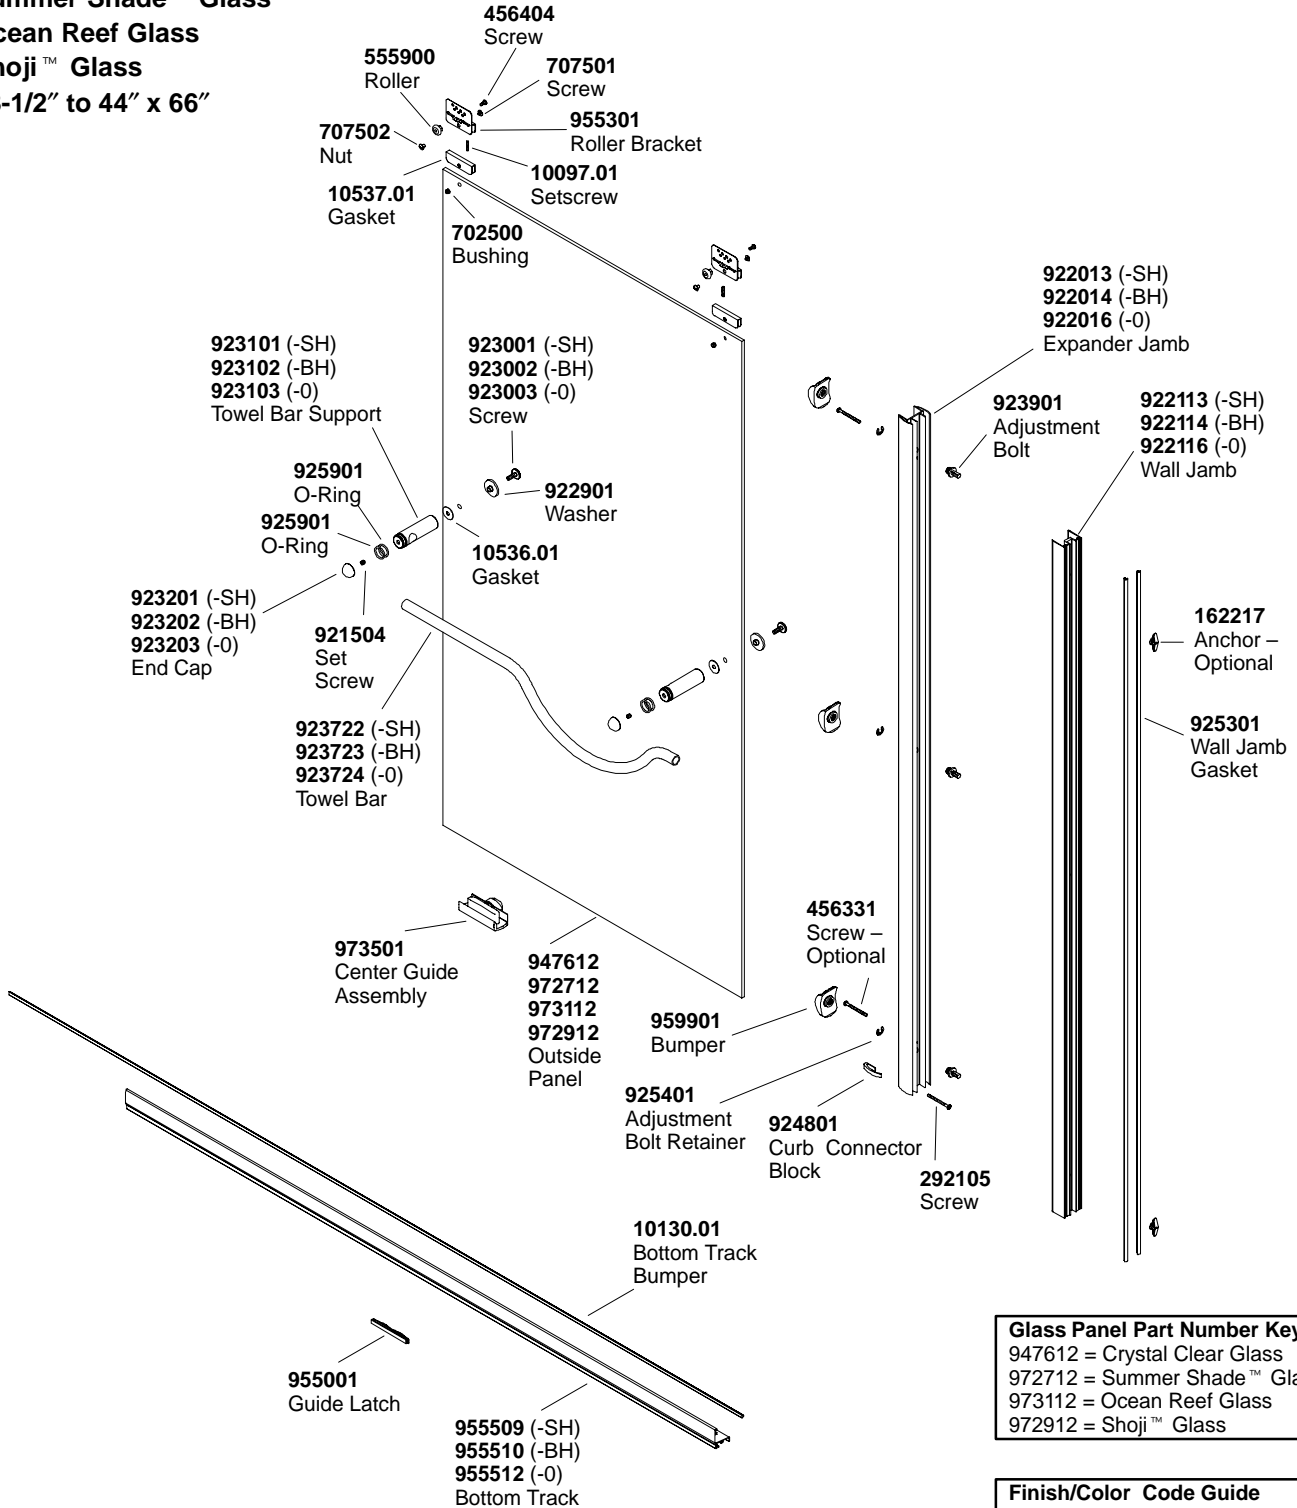 Glass
Ocean Reef Glass
Shoji™ Glass
-1/2″ to 44″ x 66″
456404
Screw
555900
Roller
707501
Screw
707502
Nut
955301
Roller Bracket
10097.01
Setscrew
10537.01
Gasket
702500
Bushing
922013 (-SH)
922014 (-BH)
922016 (-0)
Expander Jamb
923101 (-SH)
923102 (-BH)
923103 (-0)
Towel Bar Support
923001 (-SH)
923002 (-BH)
923003 (-0)
Screw
923901
Adjustment
Bolt
922113 (-SH)
922114 (-BH)
922116 (-0)
Wall Jamb
925901
O-Ring
922901
Washer
925901
O-Ring
10536.01
Gasket
923201 (-SH)
923202 (-BH)
923203 (-0)
End Cap
921504
Set
Screw
162217
Anchor –
Optional
923722 (-SH)
923723 (-BH)
923724 (-0)
Towel Bar
925301
Wall Jamb
Gasket
973501
Center Guide
Assembly
947612
972712
973112
972912
Outside
Panel
456331
Screw –
Optional
959901
Bumper
925401
Adjustment
Bolt Retainer
924801
Curb Connector
Block
292105
Screw
10130.01
Bottom Track
Bumper
955001
Guide Latch
955509 (-SH)
955510 (-BH)
955512 (-0)
Bottom Track
Glass Panel Part Number Key
947612 = Crystal Clear Glass
972712 = Summer Shade™ Gla
973112 = Ocean Reef Glass
972912 = Shoji™ Glass
Finish/Color Code Guide